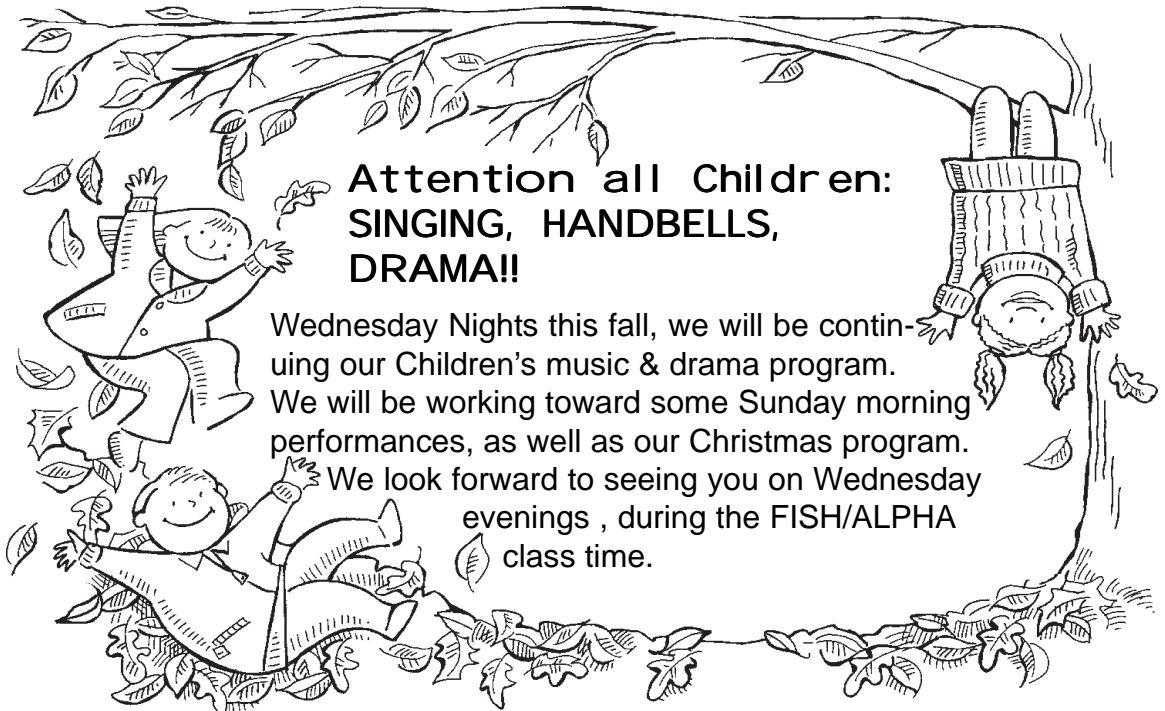 Attention all Children:
SINGING, HANDBELLS,
DRAMA!!
Wednesday Nights this fall, we will be contin-
uing our Children's music & drama program.
We will be working toward some Sunday morning
performances, as well as our Christmas program.
We look forward to seeing you on Wednesday
evenings , during the FISH/ALPHA
class time.